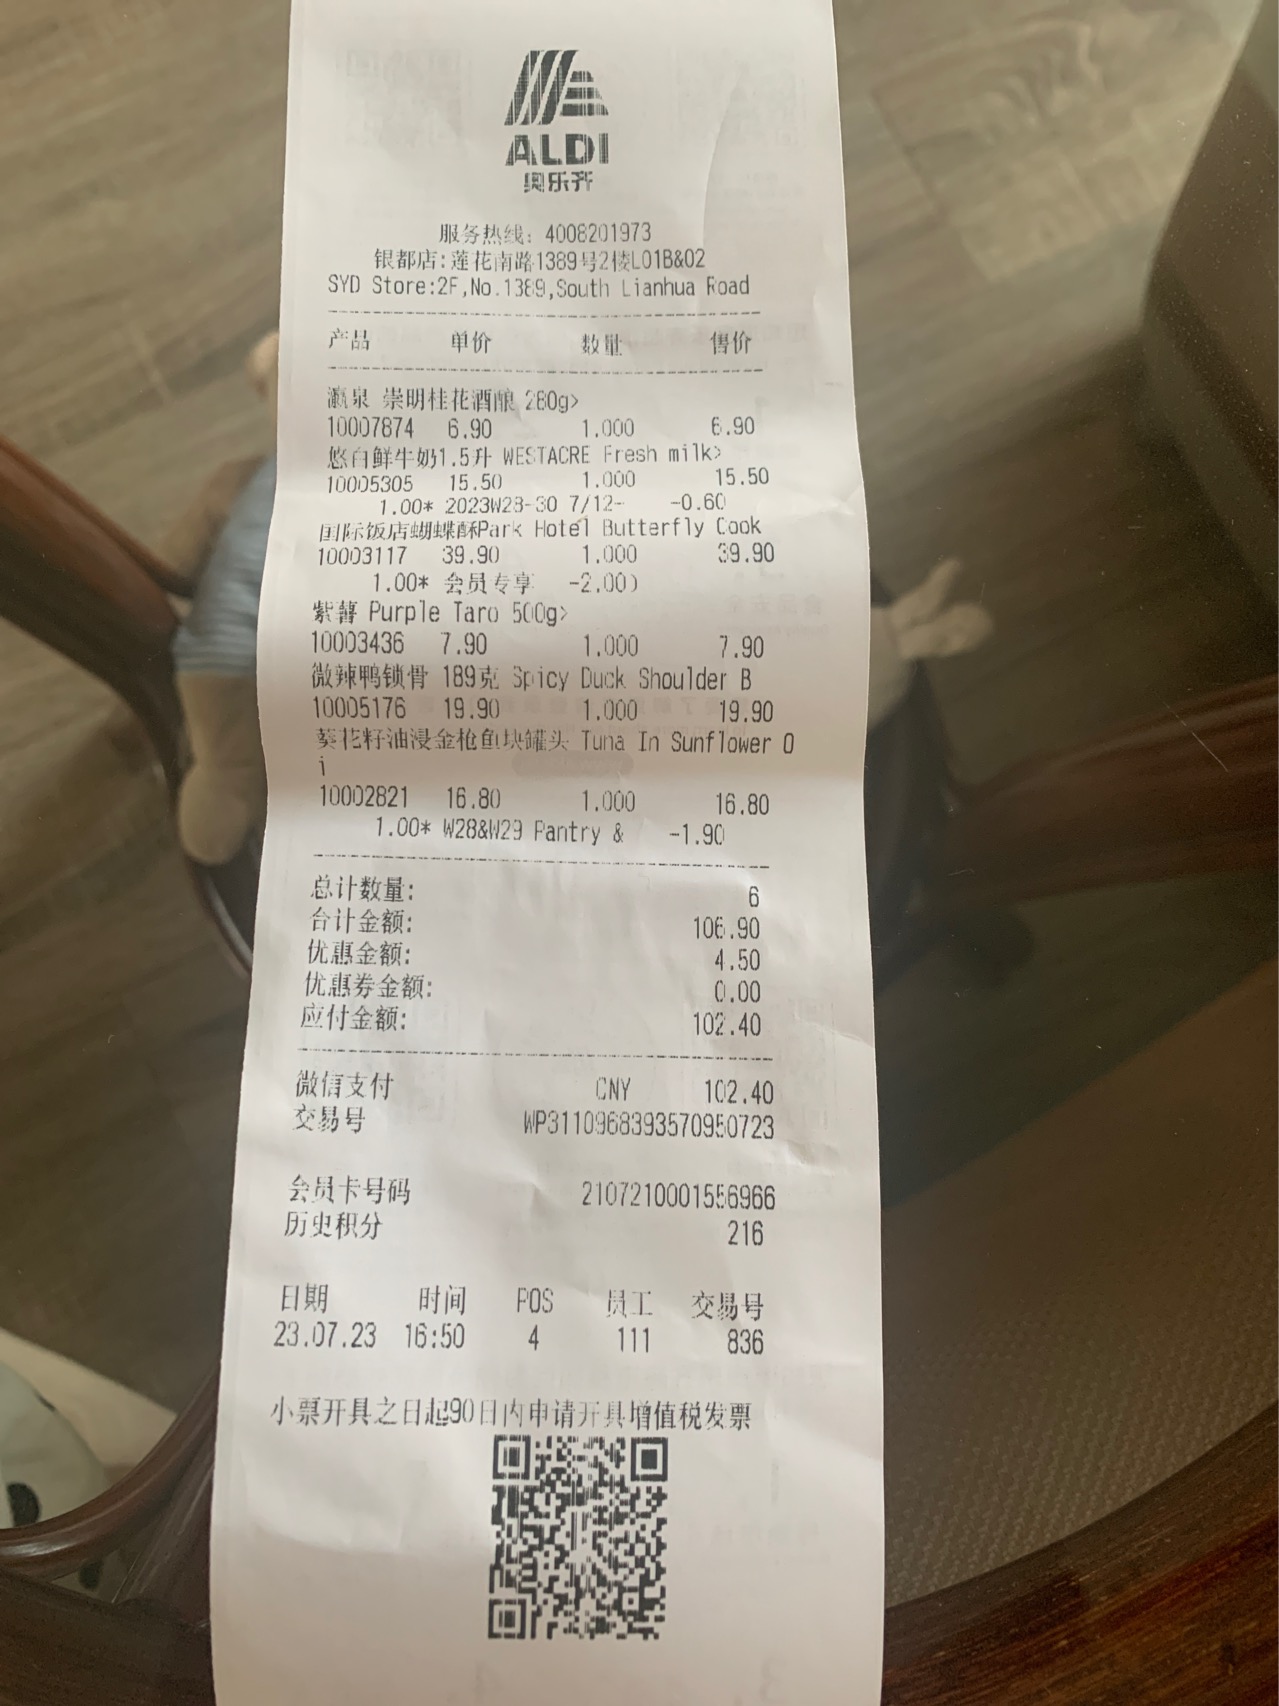 ALDI
奥乐齐
服务热线: 4008201973
银都店:莲花南路1389号2楼L01B&02
SYD Store:2F,No.1389,South Lianhua Road
产品 单价 数量 售价
瀛泉 崇明桂花酒酿 280g>
10007874 6.90 1.000 6.90
悠白鲜牛奶1.5升 WESTACRE Fresh milk>
10005305 15.50 1.000 15.50
1.00* 2023W28-30 7/12- -0.60
国际饭店蝴蝶酥Park Hotel Butterfly Cook
10003117 39.90 1.000 39.90
1.00* 会员专享 -2.00)
紫薯 Purple Taro 500g>
10003436 7.90 1.000 7.90
微辣鸭锁骨 189克 Spicy Duck Shoulder B
10005176 19.90 1.000 19.90
葵花籽油浸金枪鱼块罐头 Tuna In Sunflower O
i
10002821 16.80 1.000 16.80
1.00* W28&W29 Pantry & -1.90
总计数量: 6
合计金额: 106.90
优惠金额: 4.50
优惠券金额: 0.00
应付金额: 102.40
微信支付 CNY 102.40
交易号 WP3110968393570950723
会员卡号码 2107210001556966
历史积分 216
日期 时间 POS 员工 交易号
23.07.23 16:50 4 111 836
小票开具之日起90日内申请开具增值税发票